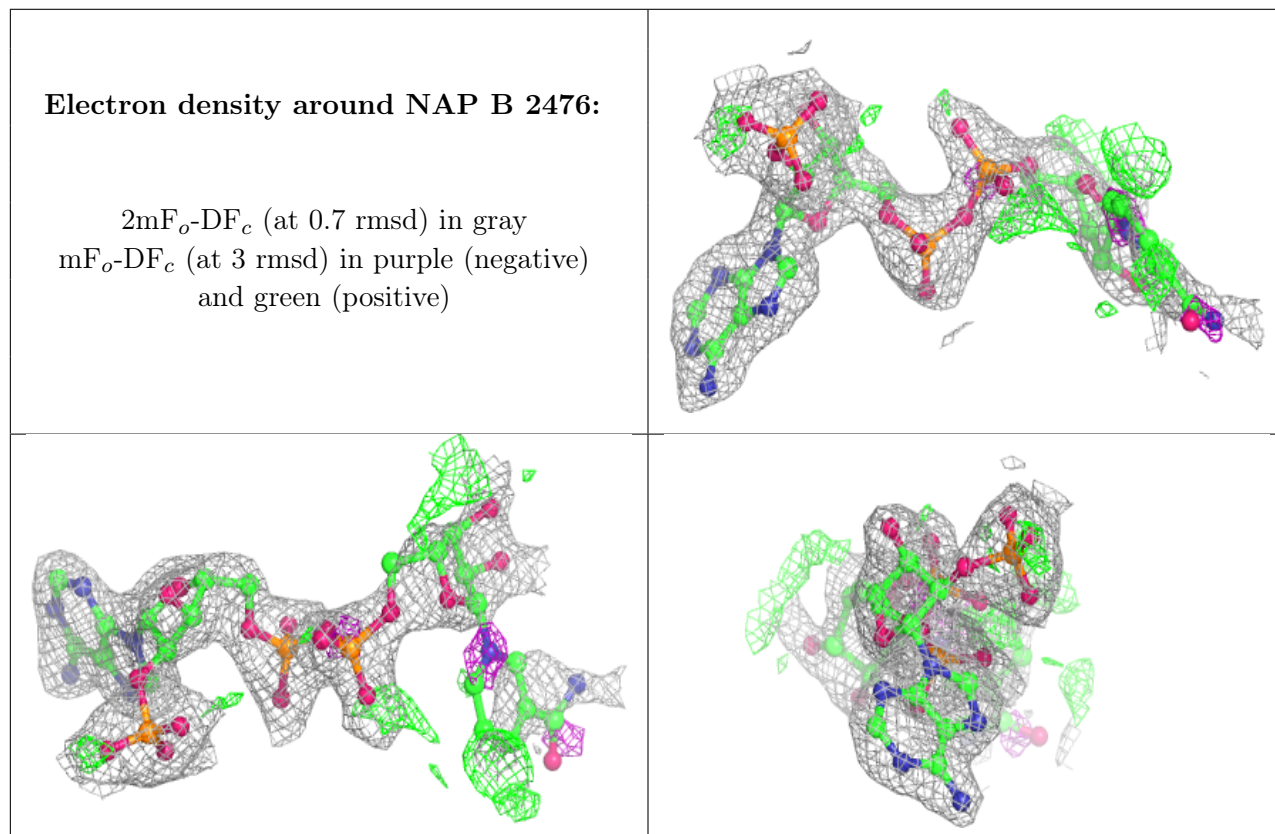 Electron density around NAP B 2476:
2mFₒ-DF𝒸 (at 0.7 rmsd) in gray
mFₒ-DF𝒸 (at 3 rmsd) in purple (negative)
and green (positive)